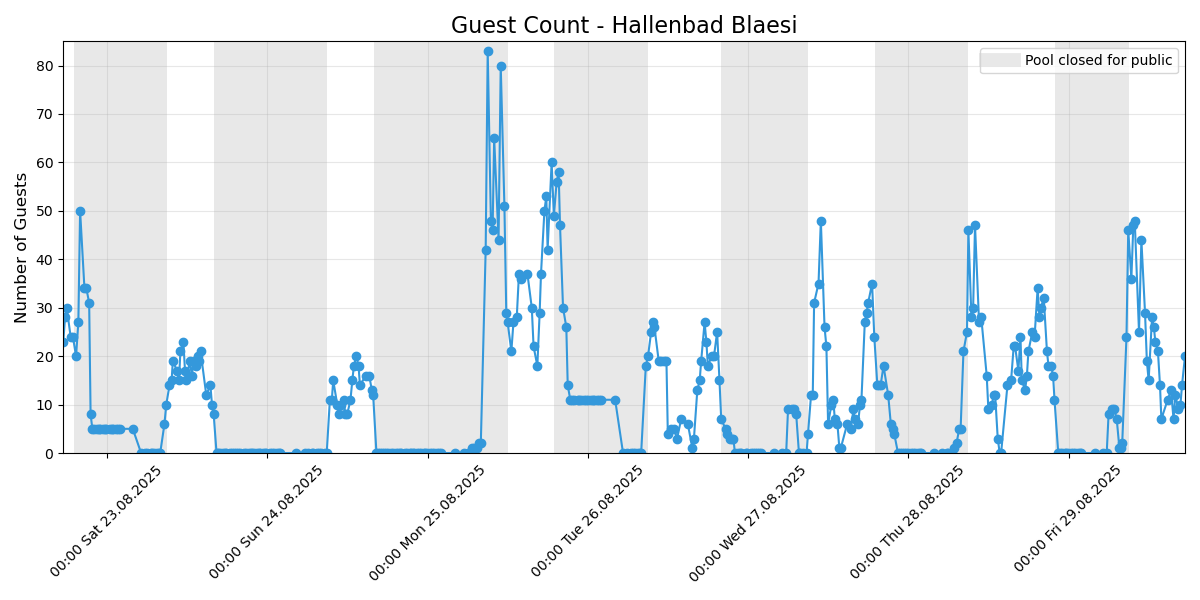 Guest Count - Hallenbad Blaesi
Pool closed for public
Number of Guests
80
70
60
50
40
30
20
10
0
00:00 Sat 23.08.2025
00:00 Sun 24.08.2025
00:00 Mon 25.08.2025
00:00 Tue 26.08.2025
00:00 Wed 27.08.2025
00:00 Thu 28.08.2025
00:00 Fri 29.08.2025